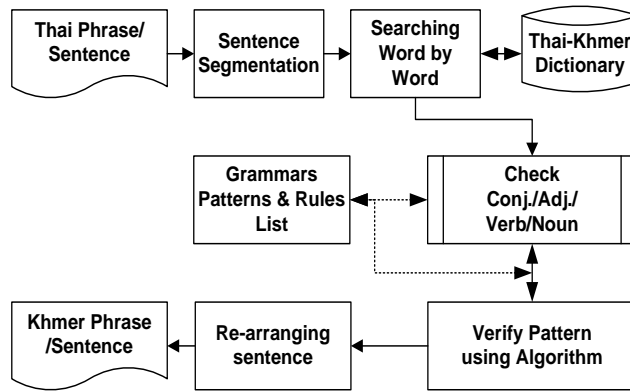 Thai Phrase/
Sentence
Sentence
Segmentation
Searching
Word by
Word
Thai-Khmer
Dictionary
Grammars
Patterns & Rules
List
Check
Conj./Adj./
Verb/Noun
Khmer Phrase
/Sentence
Re-arranging
sentence
Verify Pattern
using Algorithm